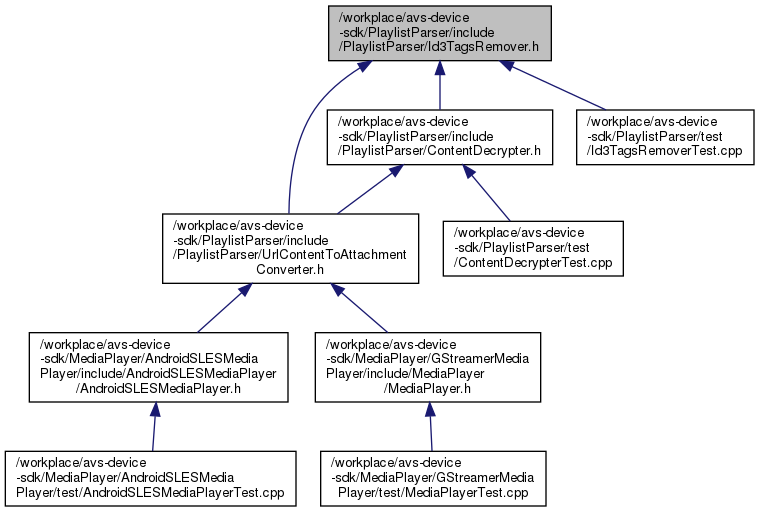 /workplace/avs-device
-sdk/PlaylistParser/include
/PlaylistParser/Id3TagsRemover.h
/workplace/avs-device
-sdk/PlaylistParser/include
/PlaylistParser/ContentDecrypter.h
/workplace/avs-device
-sdk/PlaylistParser/test
/Id3TagsRemoverTest.cpp
/workplace/avs-device
-sdk/PlaylistParser/include
/PlaylistParser/UrlContentToAttachment
Converter.h
/workplace/avs-device
-sdk/PlaylistParser/test
/ContentDecrypterTest.cpp
/workplace/avs-device
-sdk/MediaPlayer/AndroidSLESMedia
Player/include/AndroidSLESMediaPlayer
/AndroidSLESMediaPlayer.h
/workplace/avs-device
-sdk/MediaPlayer/GStreamerMedia
Player/include/MediaPlayer
/MediaPlayer.h
/workplace/avs-device
-sdk/MediaPlayer/AndroidSLESMedia
Player/test/AndroidSLESMediaPlayerTest.cpp
/workplace/avs-device
-sdk/MediaPlayer/GStreamerMedia
Player/test/MediaPlayerTest.cpp